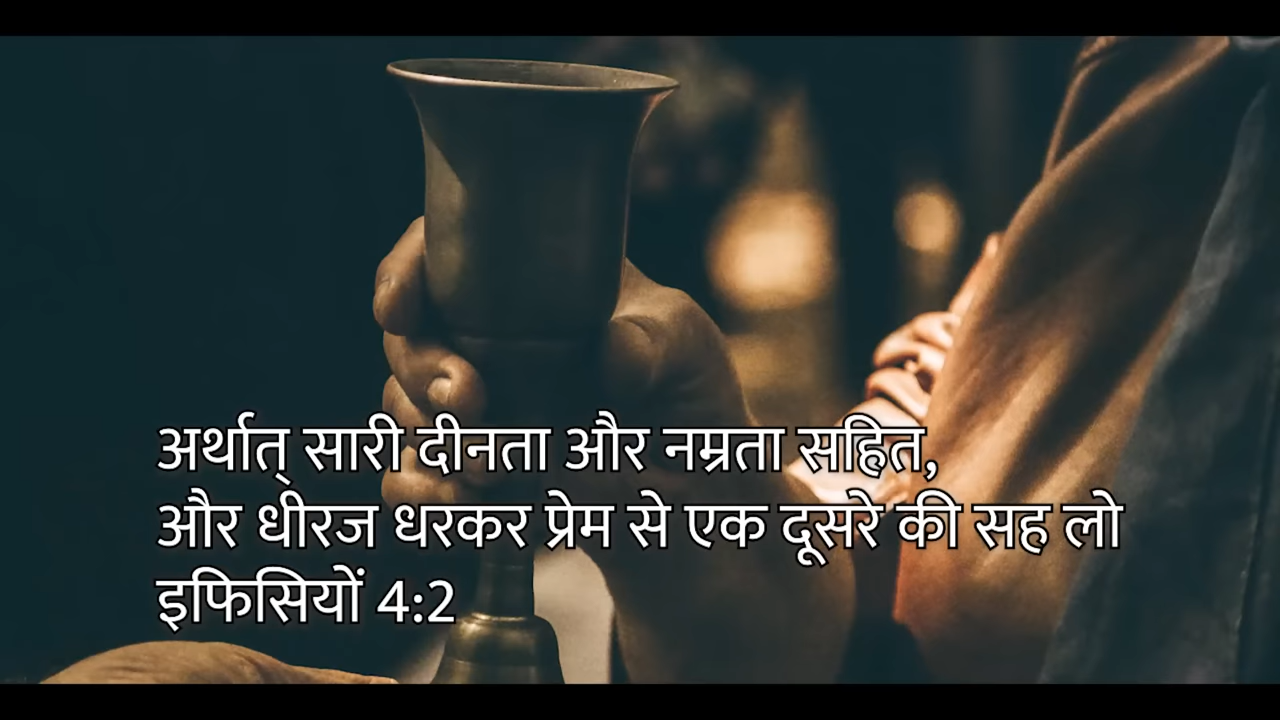 अर्थात् सारी दीनता और नम्रता सहित,
और धीरज धरकर प्रेम से एक दूसरे की सह लो
इफिसियों 4:2